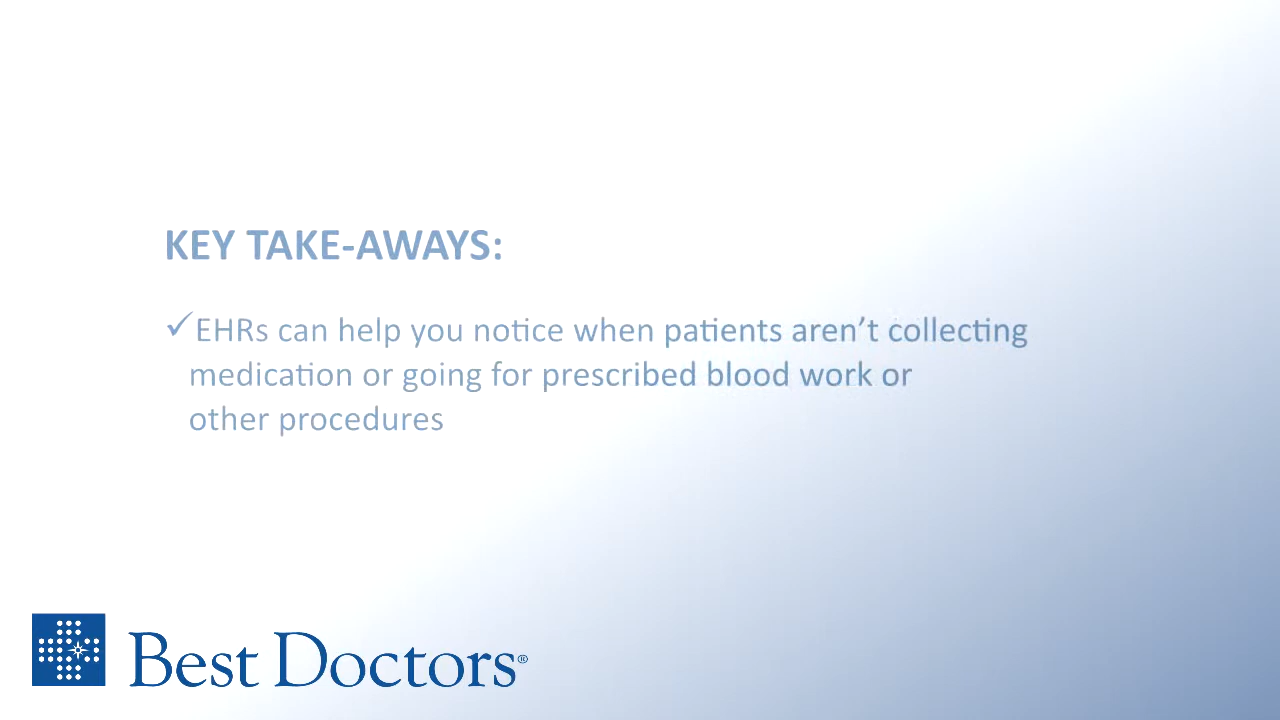 KEY TAKE-AWAYS:
✓EHRs can help you notice when patients aren’t collecting
medication or going for prescribed blood work or
other procedures
Best Doctors®